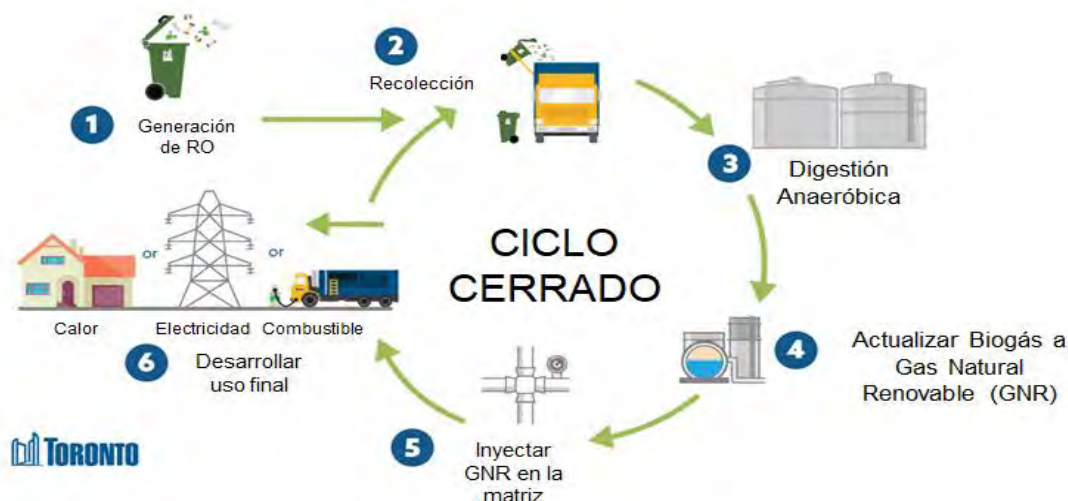 1
Generación
de RO
2
Recolección
3
Digestión
Anaeróbica
4
Actualizar Biogás a
Gas Natural
Renovable (GNR)
5
Inyectar
GNR en la
matriz
6
Desarrollar
uso final
Calor
or
Electricidad
or
Combustible
CICLO
CERRADO
TORONTO